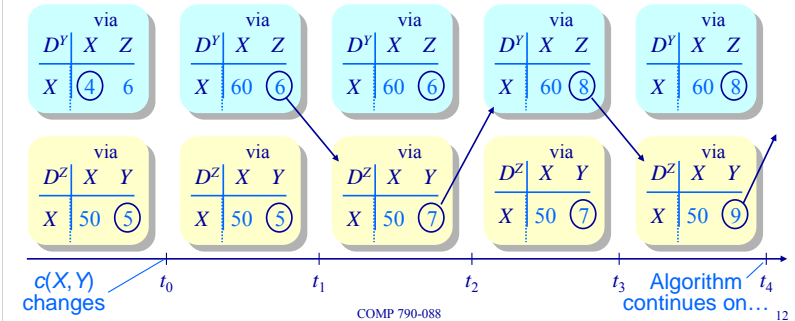 via via via via via
D^Y X Z D^Y X Z D^Y X Z D^Y X Z D^Y X Z
X 4 6 X 60 6 X 60 6 X 60 8 X 60 8
via via via via via
D^Z X Y D^Z X Y D^Z X Y D^Z X Y D^Z X Y
X 50 5 X 50 5 X 50 7 X 50 7 X 50 9
c(X,Y) t0 t1 t2 t3 Algorithm t4
changes continues on…
COMP 790-088 12